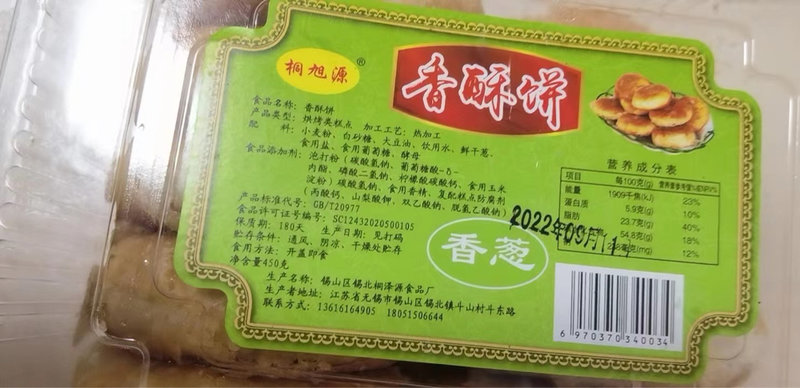 桐旭源®
香酥饼
食品名称：香酥饼
产品类型：烘烤类糕点 加工工艺：热加工
配 料：小麦粉、白砂糖、大豆油、饮用水、鲜干葱、
食用盐、食用葡萄糖、酵母
食品添加剂：泡打粉（碳酸氢钠、葡萄糖酸-δ-
内酯、磷酸二氢钠、柠檬酸碳酸钙、食用玉米
淀粉）碳酸氢钠、食用香精、复配糕点防腐剂
（丙酸钙、山梨酸钾、双乙酸钠、脱氢乙酸钠）
产品标准代号：GB/T20977
食品许可证编号：SC12432020500105
保质期：180天 生产日期：见打码
贮存条件：通风、阴凉、干燥处贮存
食用方法：开盖即食
净含量450克
生产名称：锡山区锡北桐泽源食品厂
生产者地址：江苏省无锡市锡山区锡北镇斗山村斗东路
联系方式：13616164905 18051506644
营养成分表
项目 每100克(g) 营养素参考值%(NRV%)
能量 1909千焦(kJ) 23%
蛋白质 5.9克(g) 10%
脂肪 23.7克(g) 40%
54.8克(g) 18%
毫克(mg) 12%
2022年09月
香葱
6 970370 340034